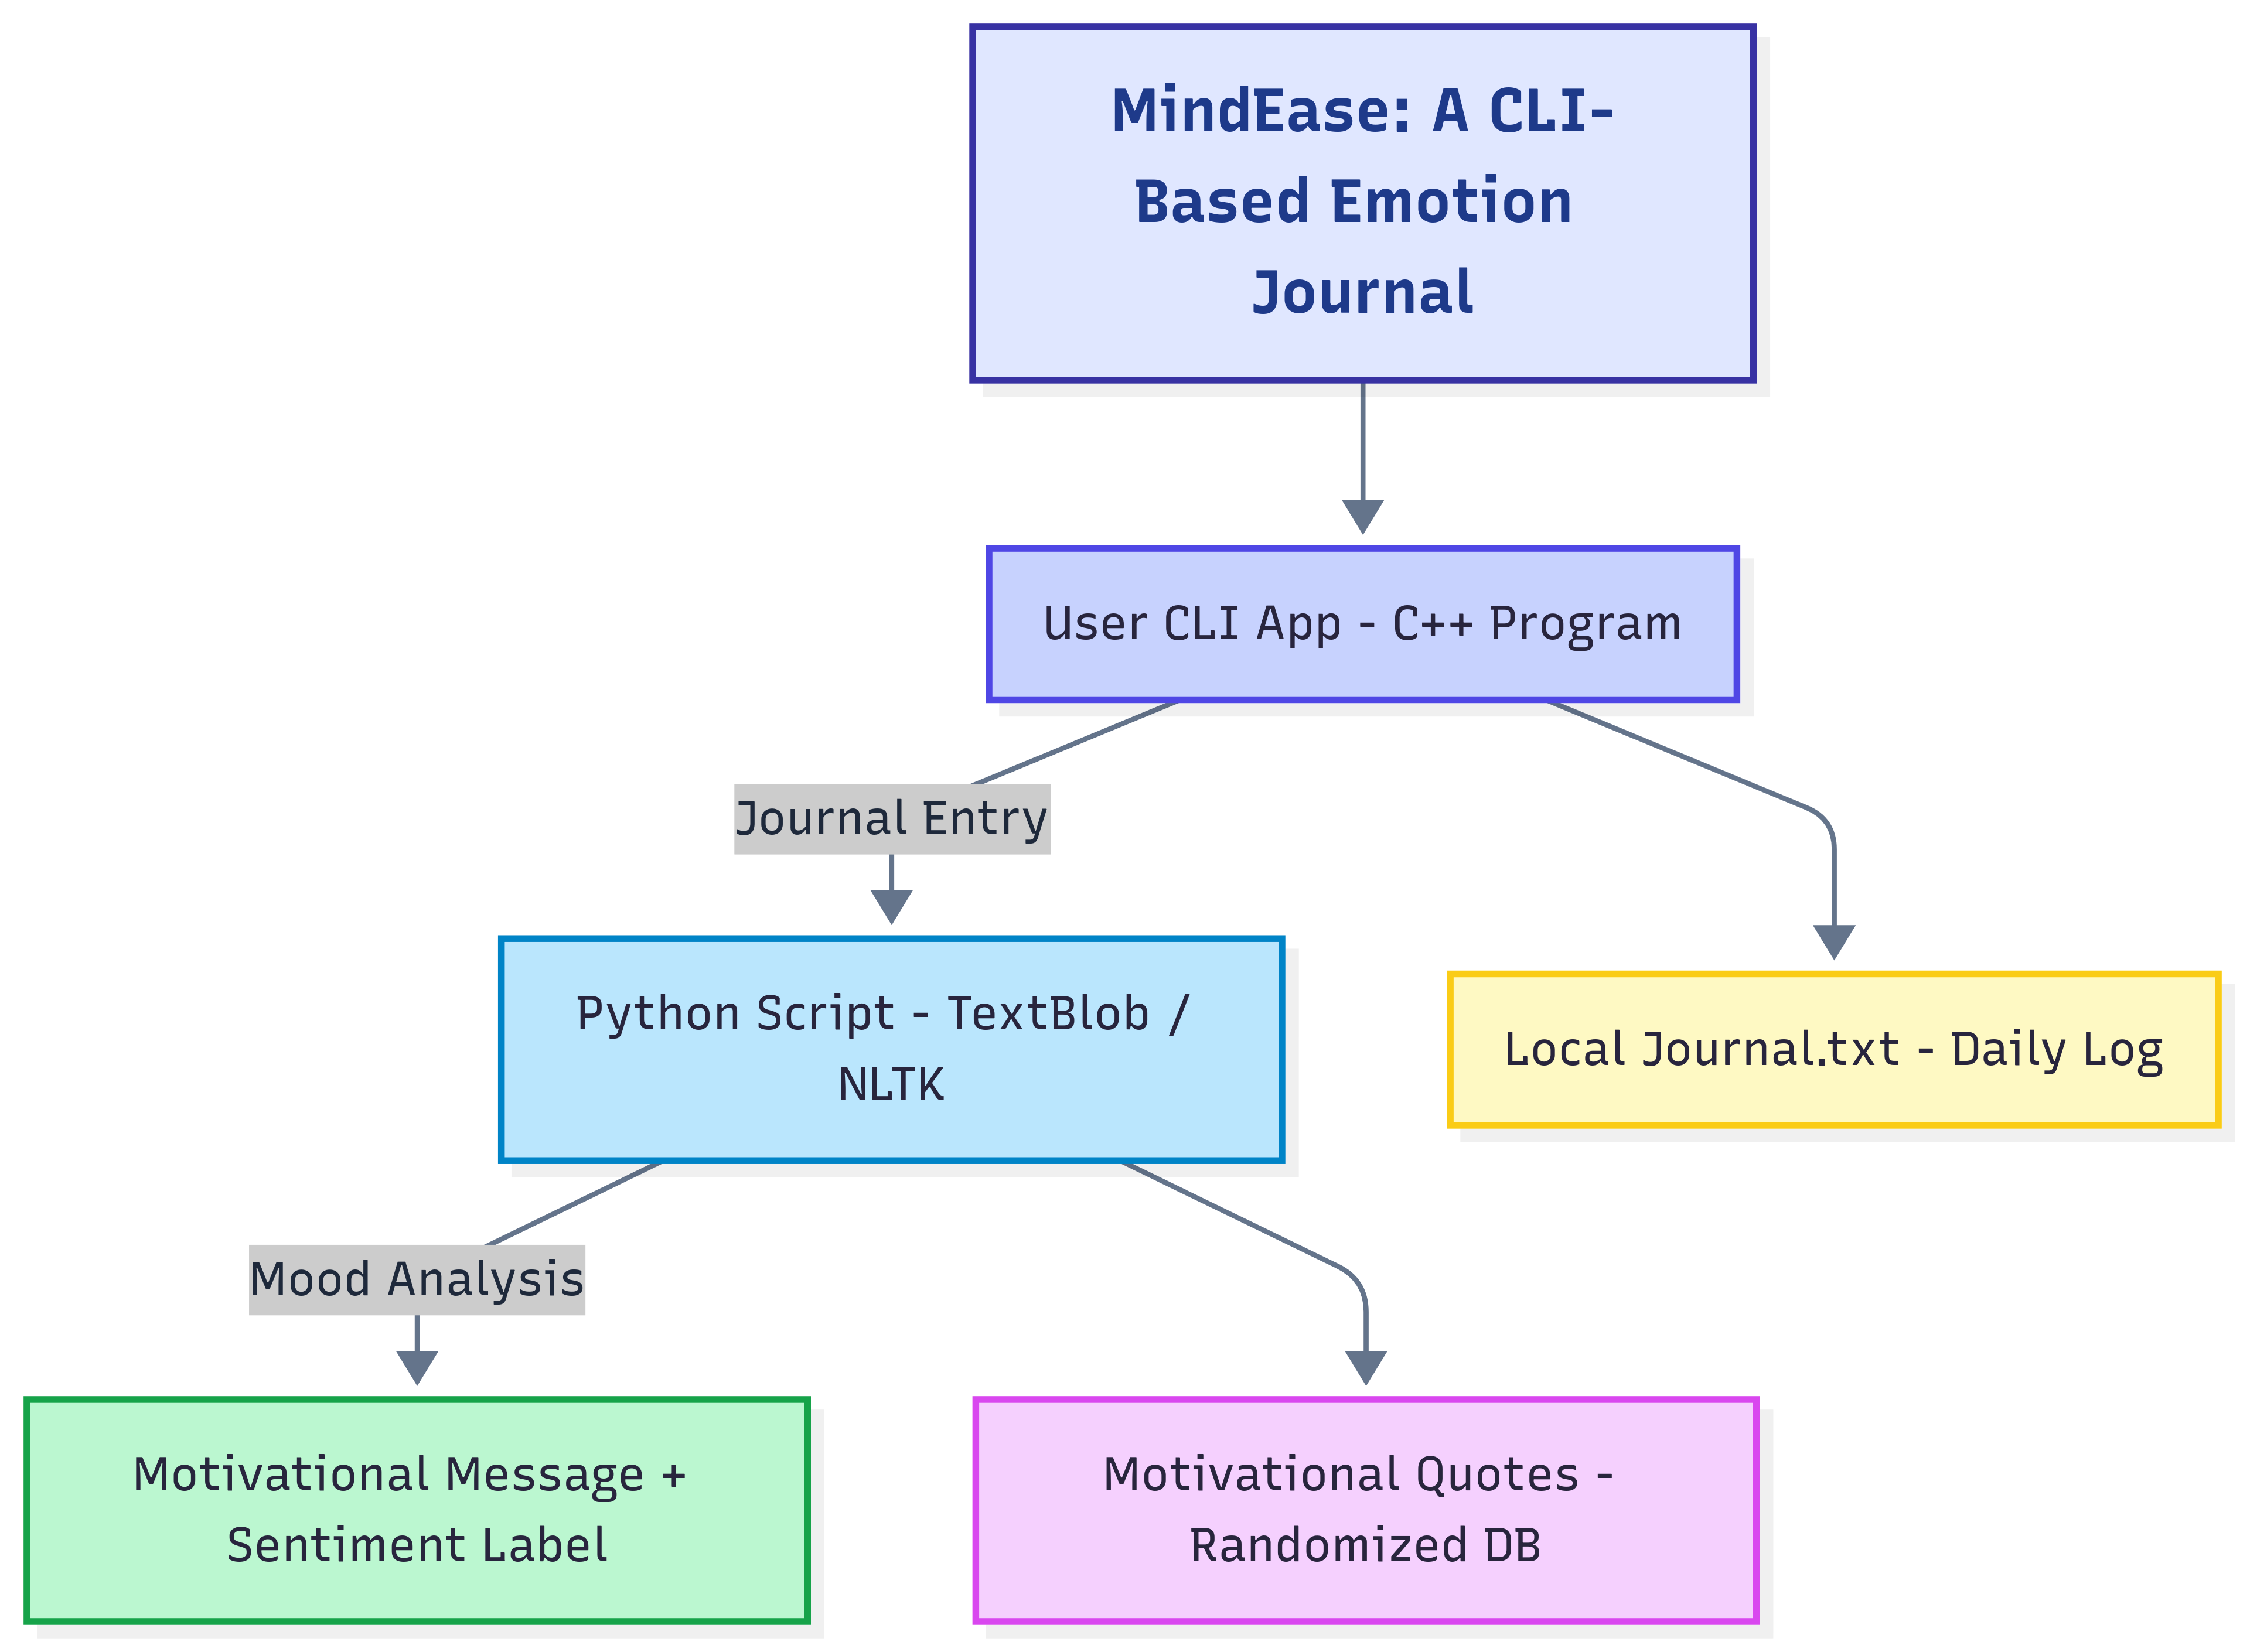 MindEase: A CLI-
Based Emotion
Journal
User CLI App - C++ Program
Journal Entry
Python Script - TextBlob /
NLTK
Local Journal.txt - Daily Log
Mood Analysis
Motivational Message +
Sentiment Label
Motivational Quotes -
Randomized DB